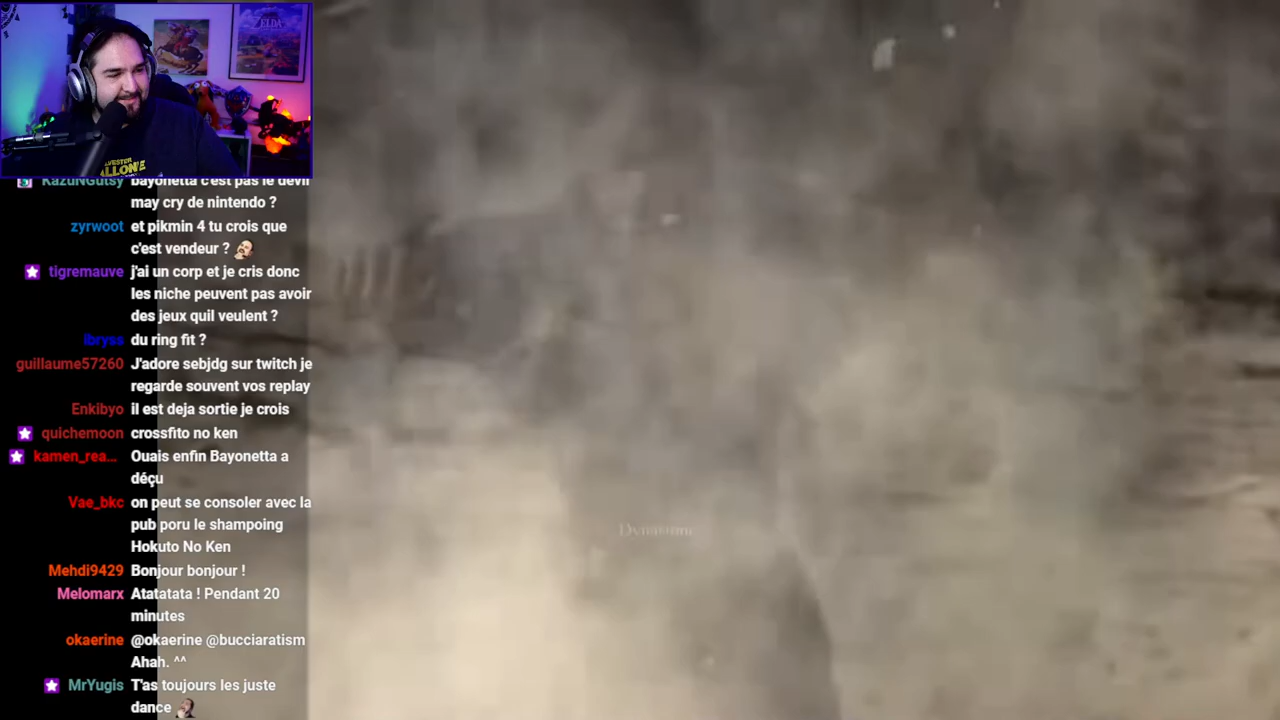 ZELDA
KazuNGutsy bayonetta c'est pas le devil
may cry de nintendo ?
zyrwoot et pikmin 4 tu crois que
c'est vendeur ?
tigremauve j'ai un corp et je cris donc
les niche peuvent pas avoir
des jeux quil veulent ?
ibryss du ring fit ?
guillaume57260 J'adore sebjdg sur twitch je
regarde souvent vos replay
Enkibyo il est deja sortie je crois
quichemoon crossfito no ken
kamen_rea... Ouais enfin Bayonetta a
déçu
Vae_bkc on peut se consoler avec la
pub poru le shampoing
Hokuto No Ken
Mehdi9429 Bonjour bonjour !
Melomarx Atatatata ! Pendant 20
minutes
okaerine @okaerine @bucciaratism
Ahah. ^^
MrYugis T'as toujours les juste
dance